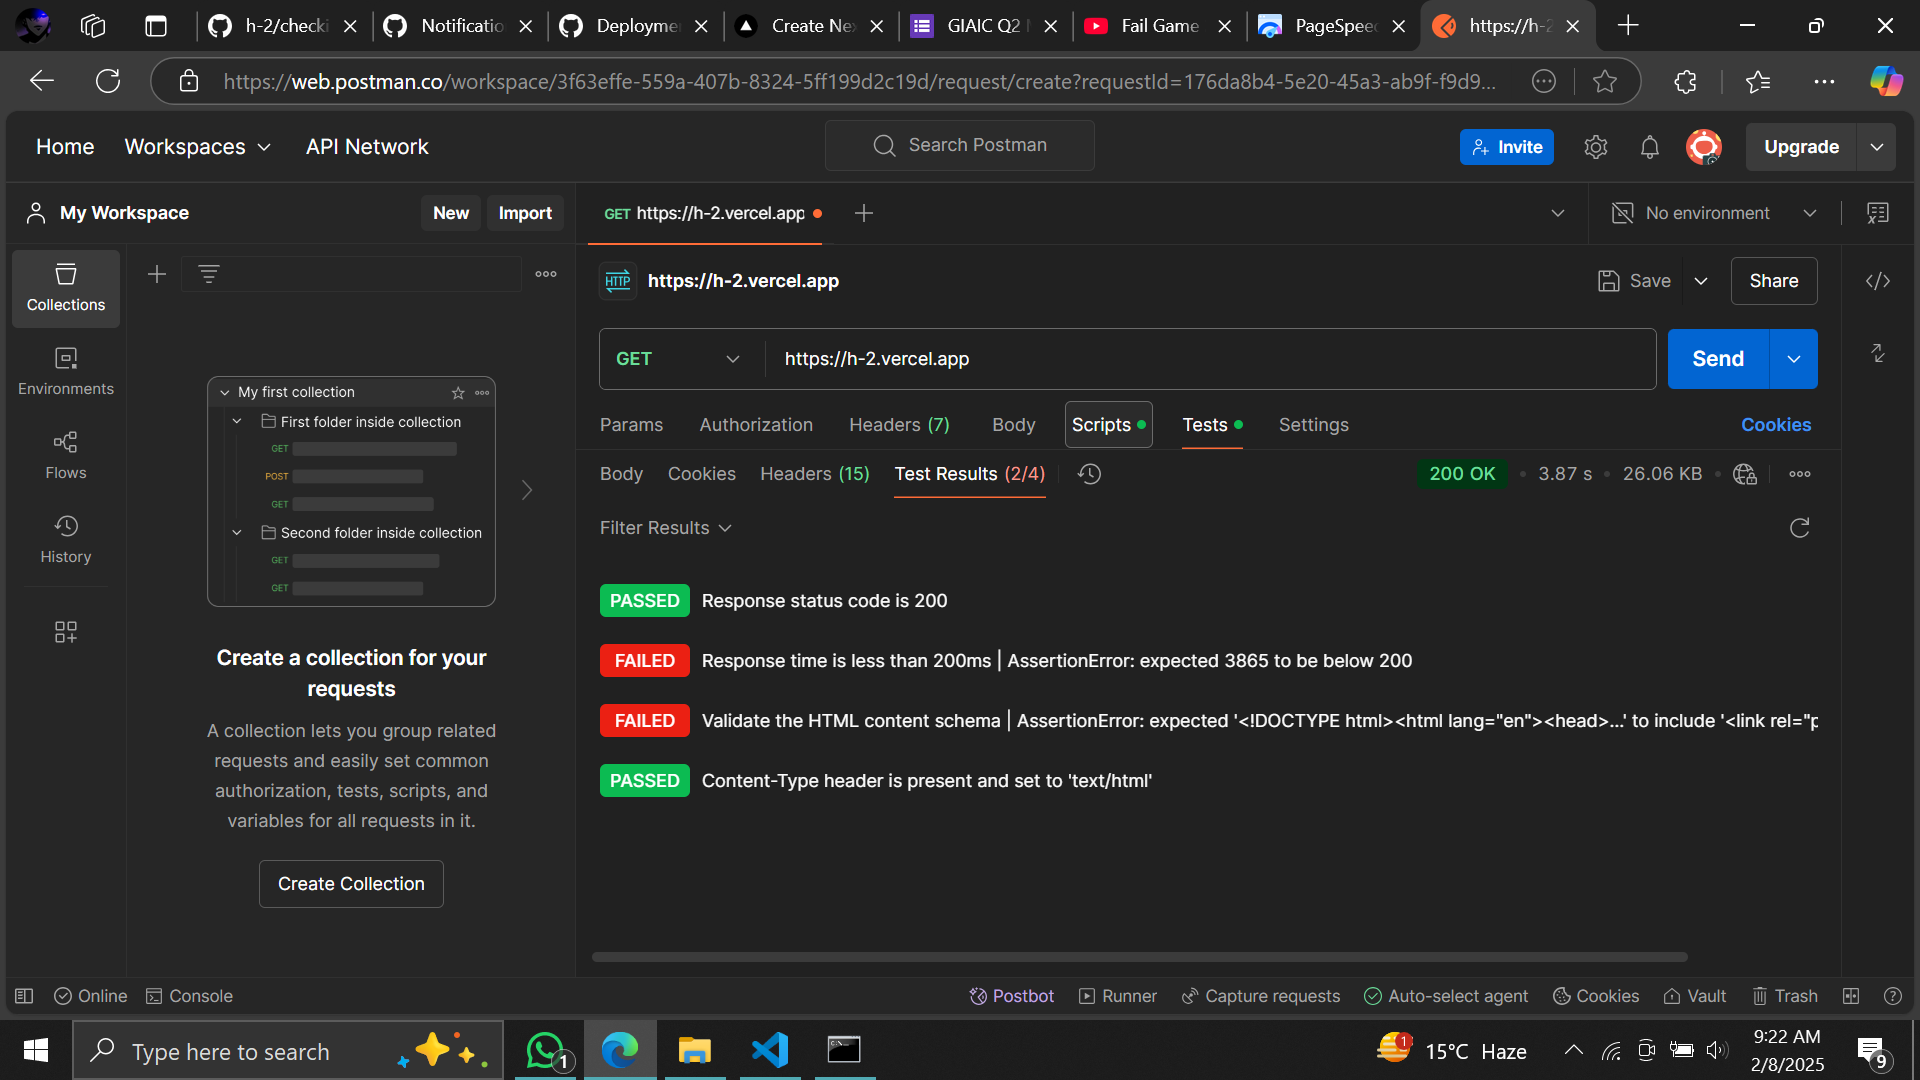 h-2/checki
Notificatio
Deployme
Create Ne
GIAIC Q2
Fail Game
PageSpeed
https://h-2
https://web.postman.co/workspace/3f63effe-559a-407b-8324-5ff199d2c19d/request/create?requestId=176da8b4-5e20-45a3-ab9f-f9d9...
Home
Workspaces
API Network
Search Postman
Invite
Upgrade
My Workspace
New
Import
GET https://h-2.vercel.app
No environment
Collections
Environments
Flows
History
My first collection
First folder inside collection
GET
POST
GET
Second folder inside collection
GET
GET
Create a collection for your
requests
A collection lets you group related
requests and easily set common
authorization, tests, scripts, and
variables for all requests in it.
Create Collection
HTTP
https://h-2.vercel.app
Save
Share
GET
https://h-2.vercel.app
Send
Params
Authorization
Headers (7)
Body
Scripts
Tests
Settings
Cookies
Body
Cookies
Headers (15)
Test Results (2/4)
200 OK
3.87 s
26.06 KB
Filter Results
PASSED Response status code is 200
FAILED Response time is less than 200ms | AssertionError: expected 3865 to be below 200
FAILED Validate the HTML content schema | AssertionError: expected '<!DOCTYPE html><html lang="en"><head>...' to include '<link rel="p
PASSED Content-Type header is present and set to 'text/html'
Online
Console
Postbot
Runner
Capture requests
Auto-select agent
Cookies
Vault
Trash
Type here to search
1
1
15°C Haze
9:22 AM
2/8/2025
9